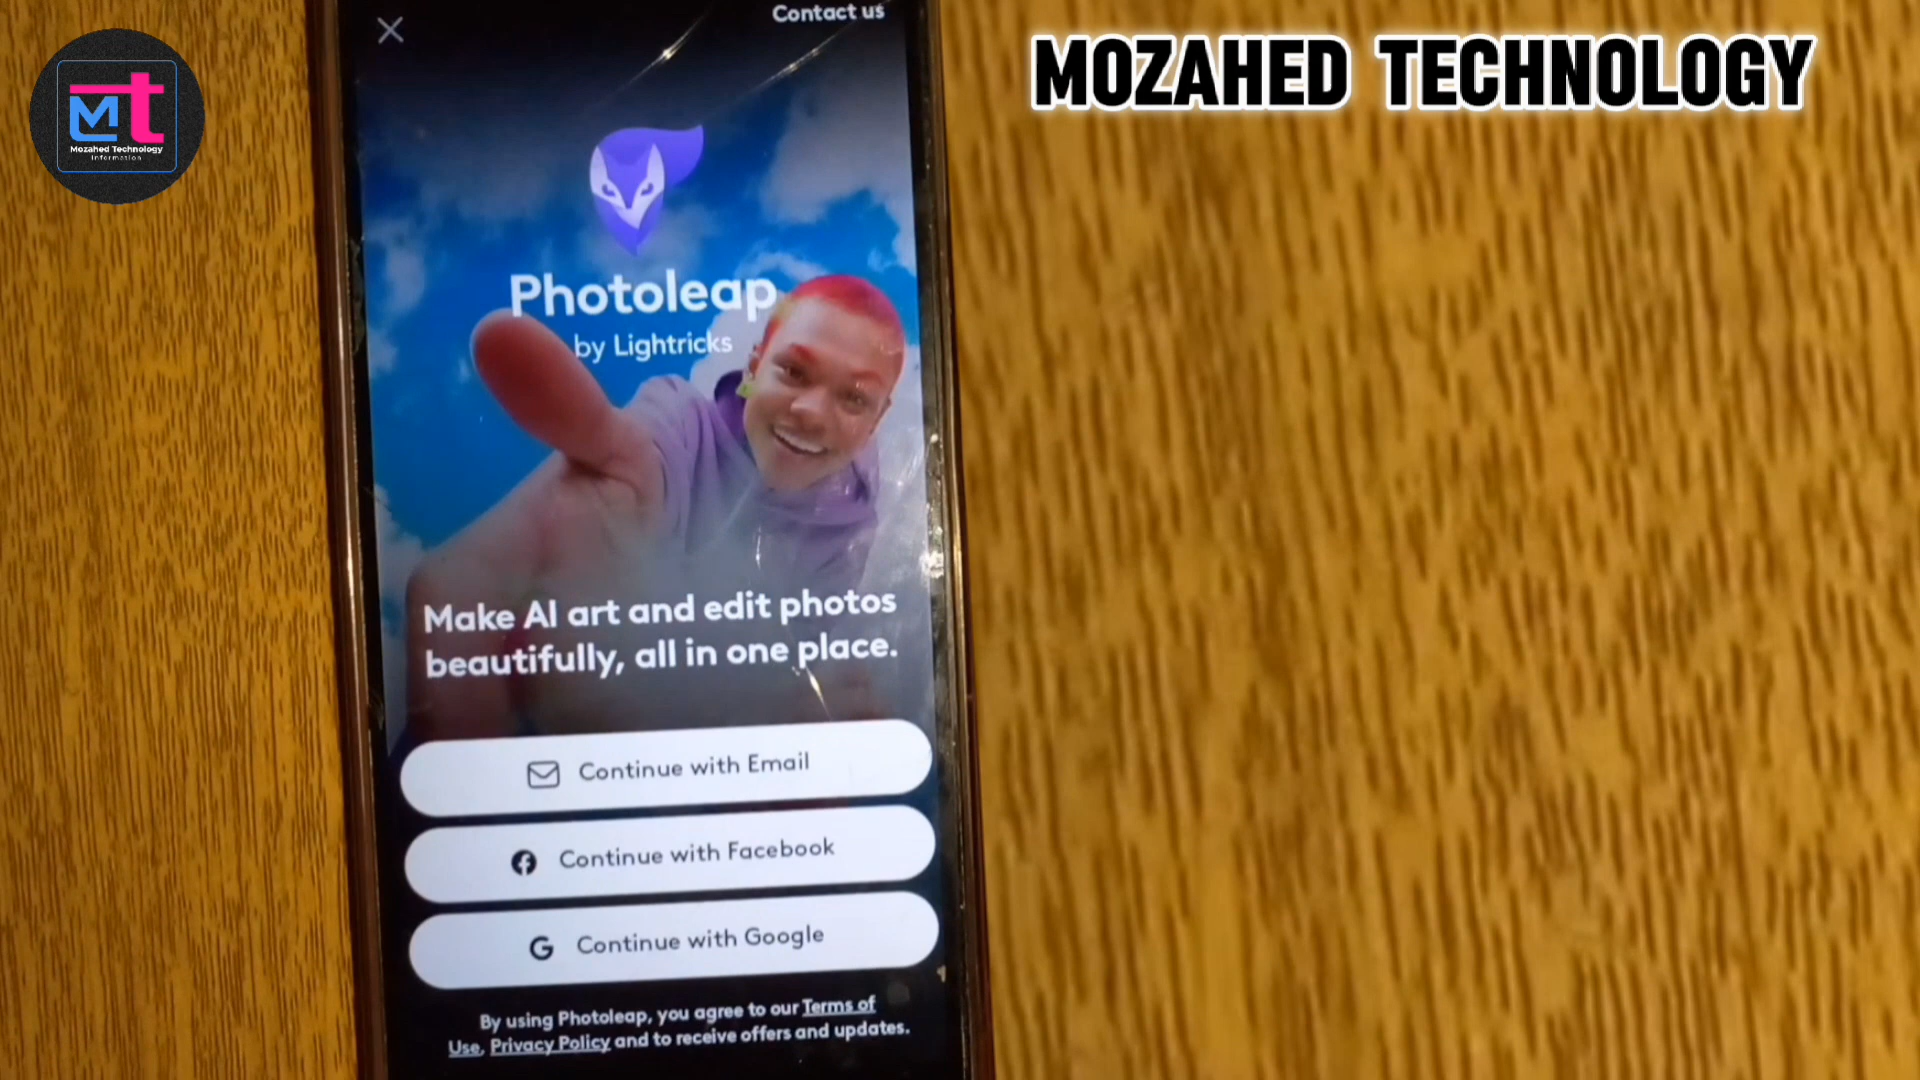 MOZAHED TECHNOLOGY
Mt
Mozahed Technology
Information
Contact us
Photoleap
by Lightricks
Make AI art and edit photos
beautifully, all in one place.
Continue with Email
Continue with Facebook
G Continue with Google
By using Photoleap, you agree to our Terms of
Use, Privacy Policy and to receive offers and updates.